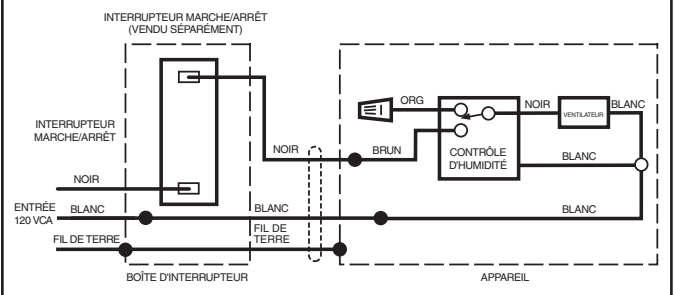 INTERRUPTEUR MARCHE/ARRÊT
(VENDU SÉPARÉMENT)
INTERRUPTEUR
MARCHE/ARRÊT
ORG
NOIR
BLANC
VENTILATEUR
NOIR
BRUN
CONTRÔLE
D'HUMIDITÉ
BLANC
NOIR
ENTRÉE
120 VCA
BLANC
BLANC
BLANC
FIL DE TERRE
FIL DE
TERRE
BOÎTE D'INTERRUPTEUR
APPAREIL